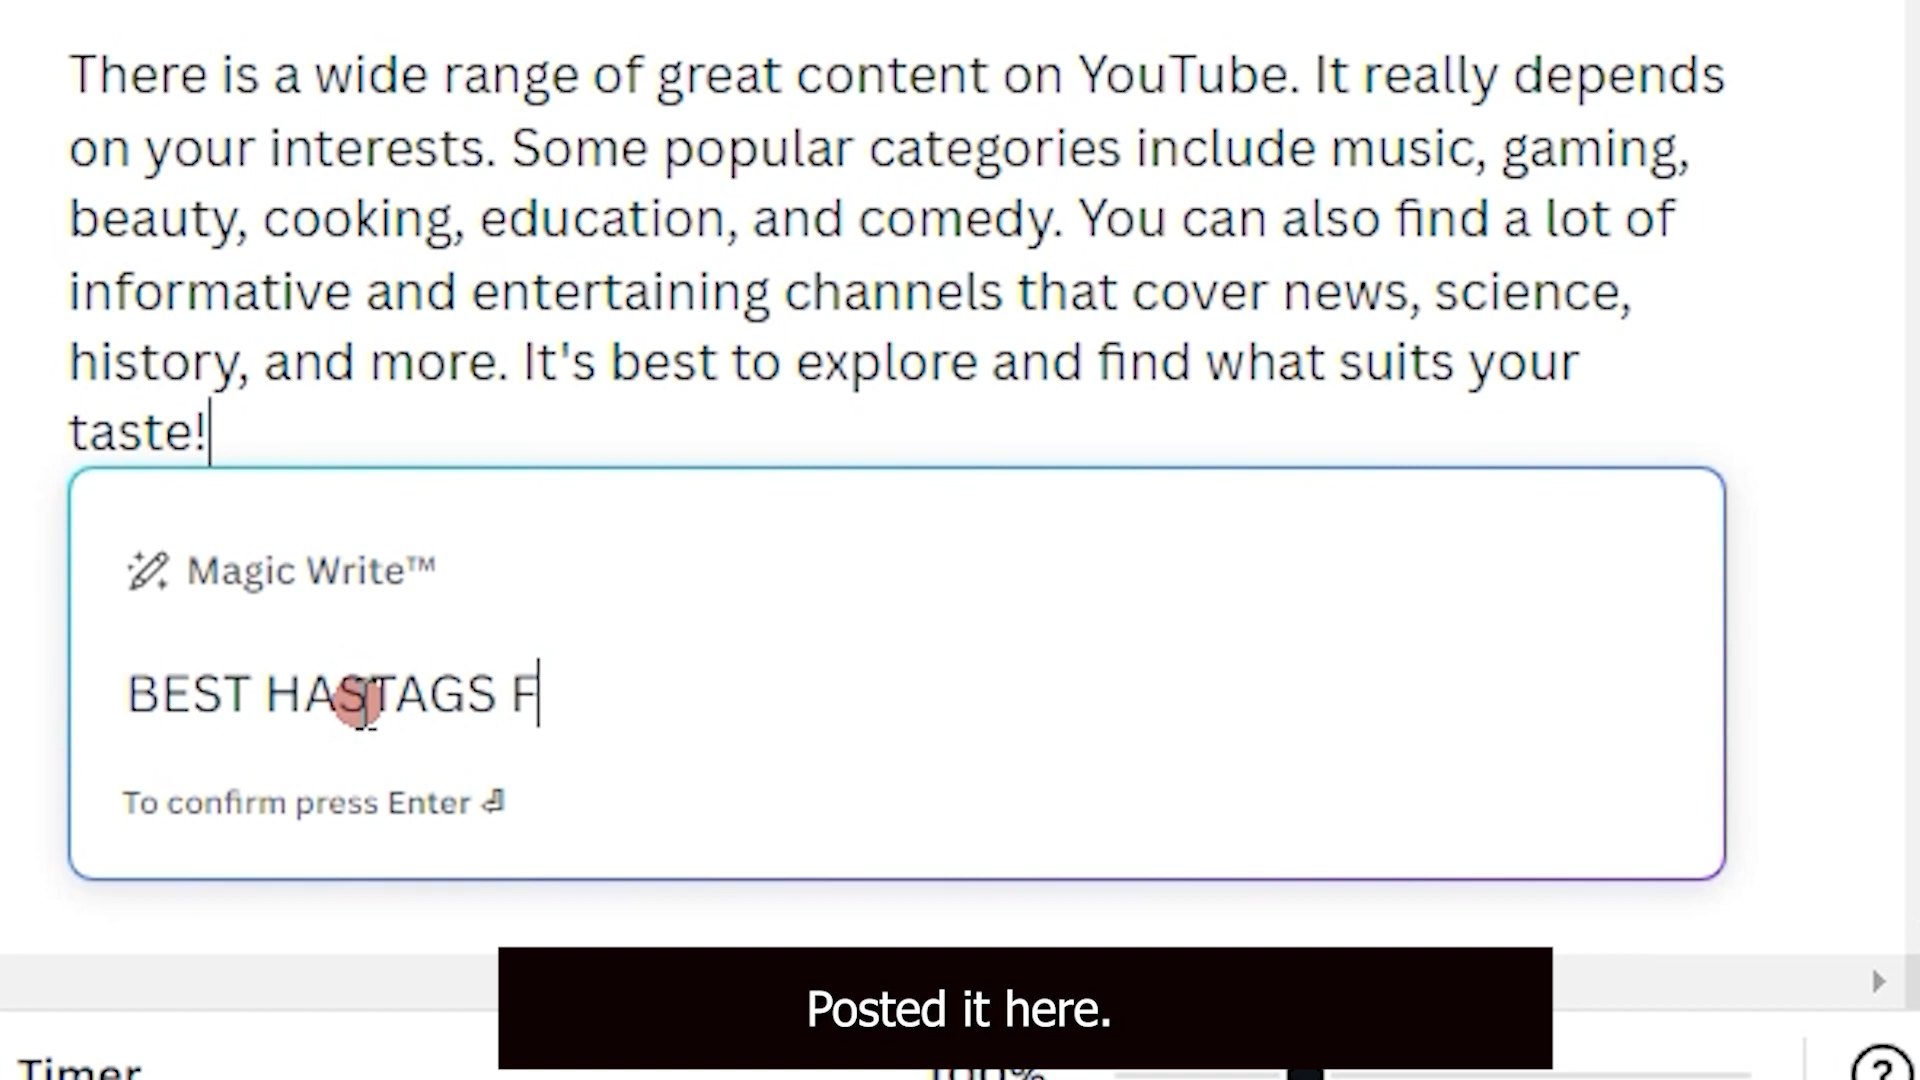 There is a wide range of great content on YouTube. It really depends
on your interests. Some popular categories include music, gaming,
beauty, cooking, education, and comedy. You can also find a lot of
informative and entertaining channels that cover news, science,
history, and more. It's best to explore and find what suits your
taste!
Magic Write™
BEST HASTAGS F
To confirm press Enter ⏎
Posted it here.
Timer
100%
?